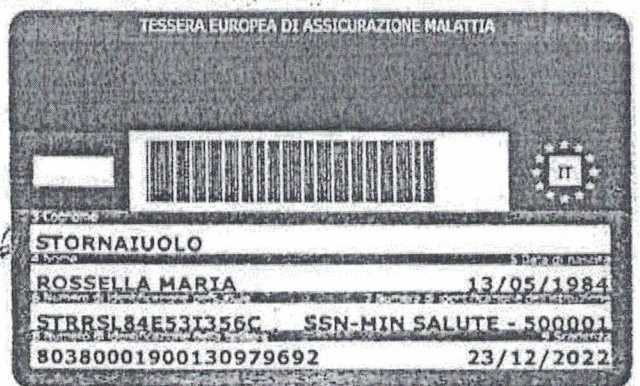 TESSERA EUROPEA DI ASSICURAZIONE MALATTIA
IT
3 Cognome
STORNAIUOLO
4 Nome 5 Data di nascita
ROSSELLA MARIA 13/05/1984
STRRSL84E53I356C SSN-MIN SALUTE - 500001
80380001900130979692 23/12/2022